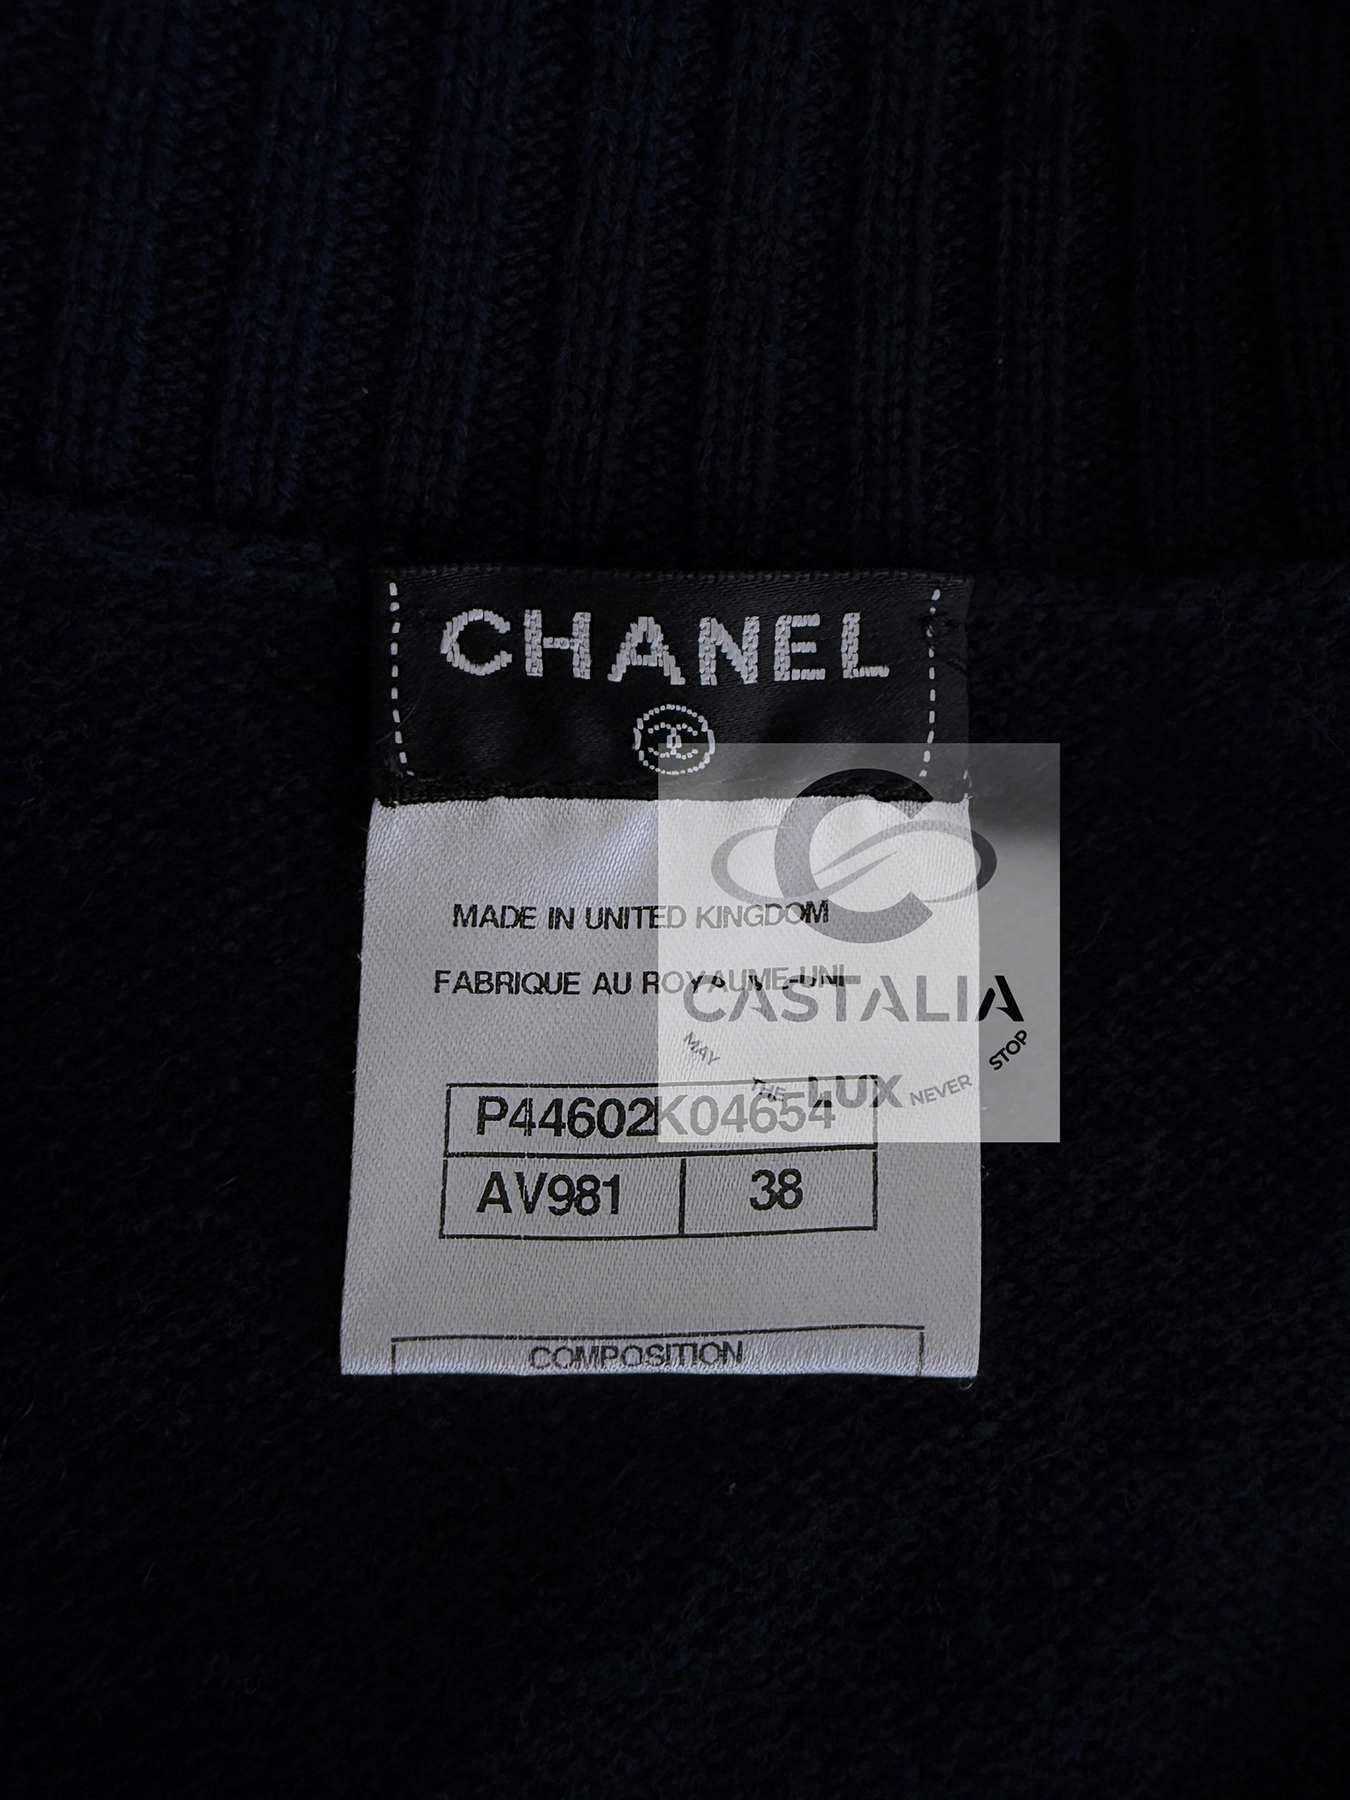 CHANEL
MADE IN UNITED KINGDOM
FABRIQUE AU ROYAUME-UNI
CASTALIA
MAY THE LUX NEVER STOP
P44602K04654
AV981 38
COMPOSITION